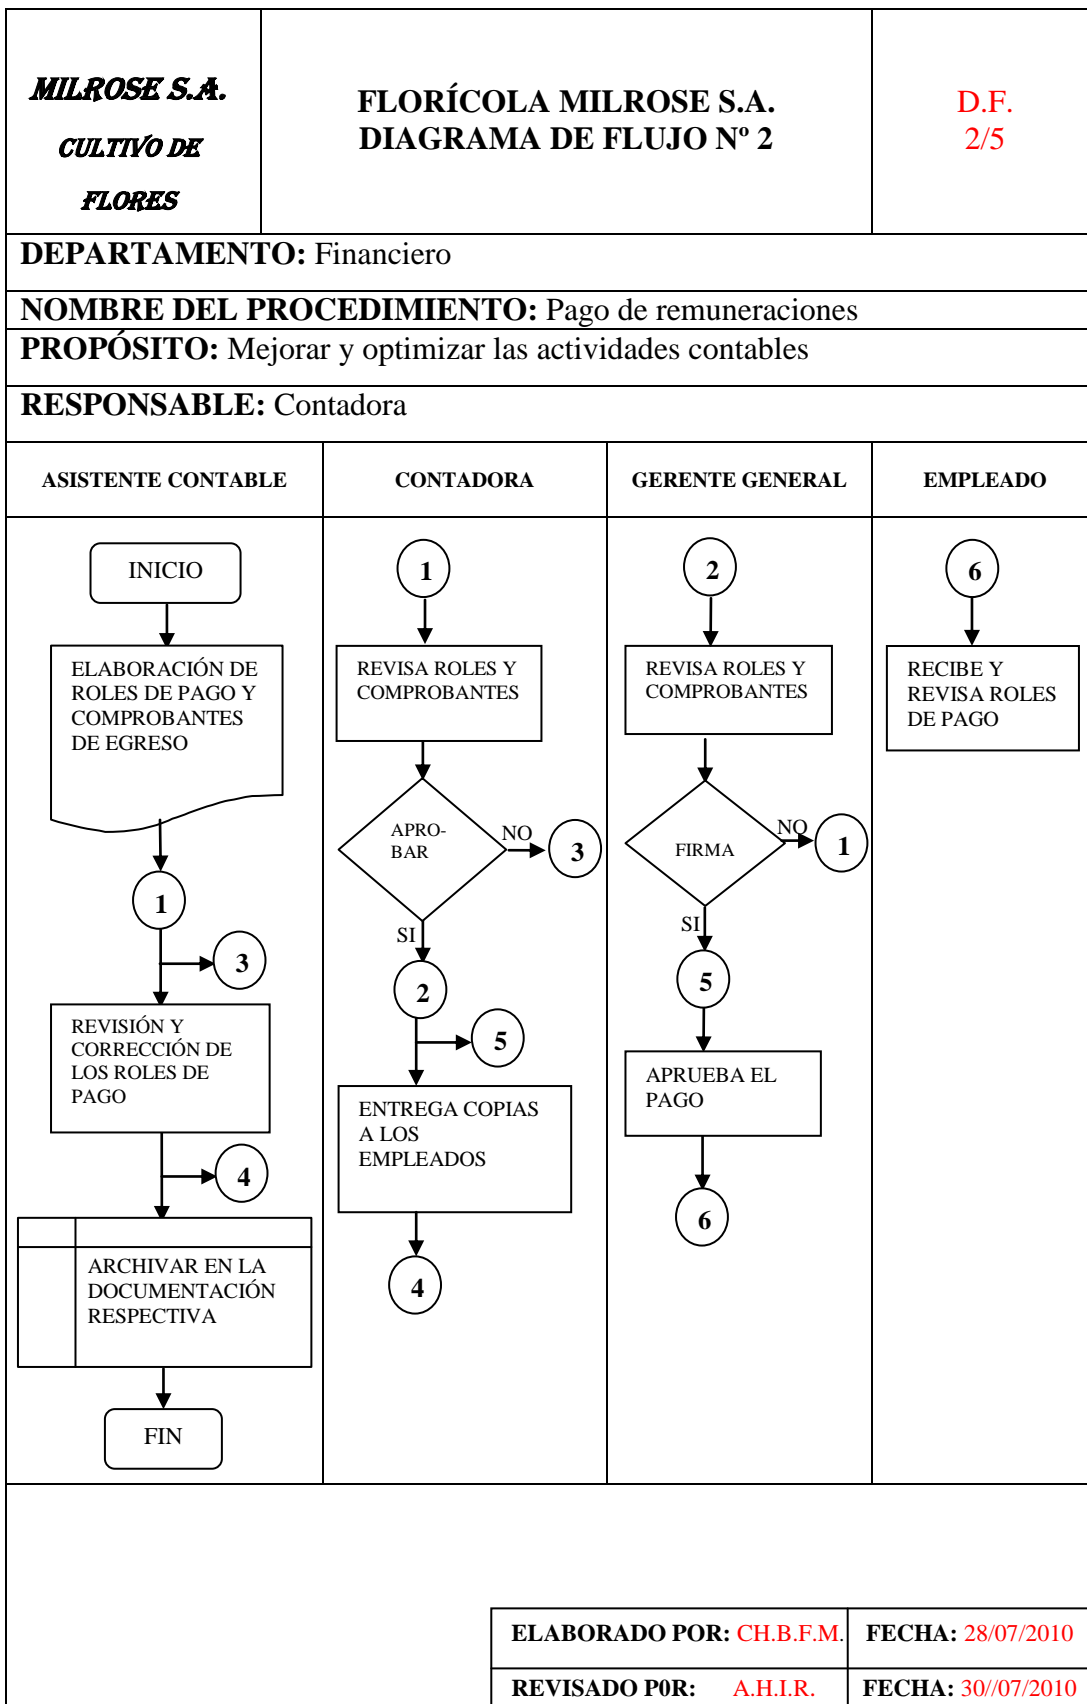 MILROSE S.A.
CULTIVO DE
FLORES
FLORÍCOLA MILROSE S.A.
DIAGRAMA DE FLUJO Nº 2
D.F.
2/5
DEPARTAMENTO: Financiero
NOMBRE DEL PROCEDIMIENTO: Pago de remuneraciones
PROPÓSITO: Mejorar y optimizar las actividades contables
RESPONSABLE: Contadora
ASISTENTE CONTABLE
CONTADORA
GERENTE GENERAL
EMPLEADO
INICIO
ELABORACIÓN DE
ROLES DE PAGO Y
COMPROBANTES
DE EGRESO
1
3
REVISIÓN Y
CORRECCIÓN DE
LOS ROLES DE
PAGO
4
ARCHIVAR EN LA
DOCUMENTACIÓN
RESPECTIVA
FIN
1
REVISA ROLES Y
COMPROBANTES
APRO-
BAR
NO
3
SI
2
5
ENTREGA COPIAS
A LOS
EMPLEADOS
4
2
REVISA ROLES Y
COMPROBANTES
FIRMA
NO
1
SI
5
APRUEBA EL
PAGO
6
6
RECIBE Y
REVISA ROLES
DE PAGO
ELABORADO POR: CH.B.F.M.
FECHA: 28/07/2010
REVISADO P0R: A.H.I.R.
FECHA: 30//07/2010